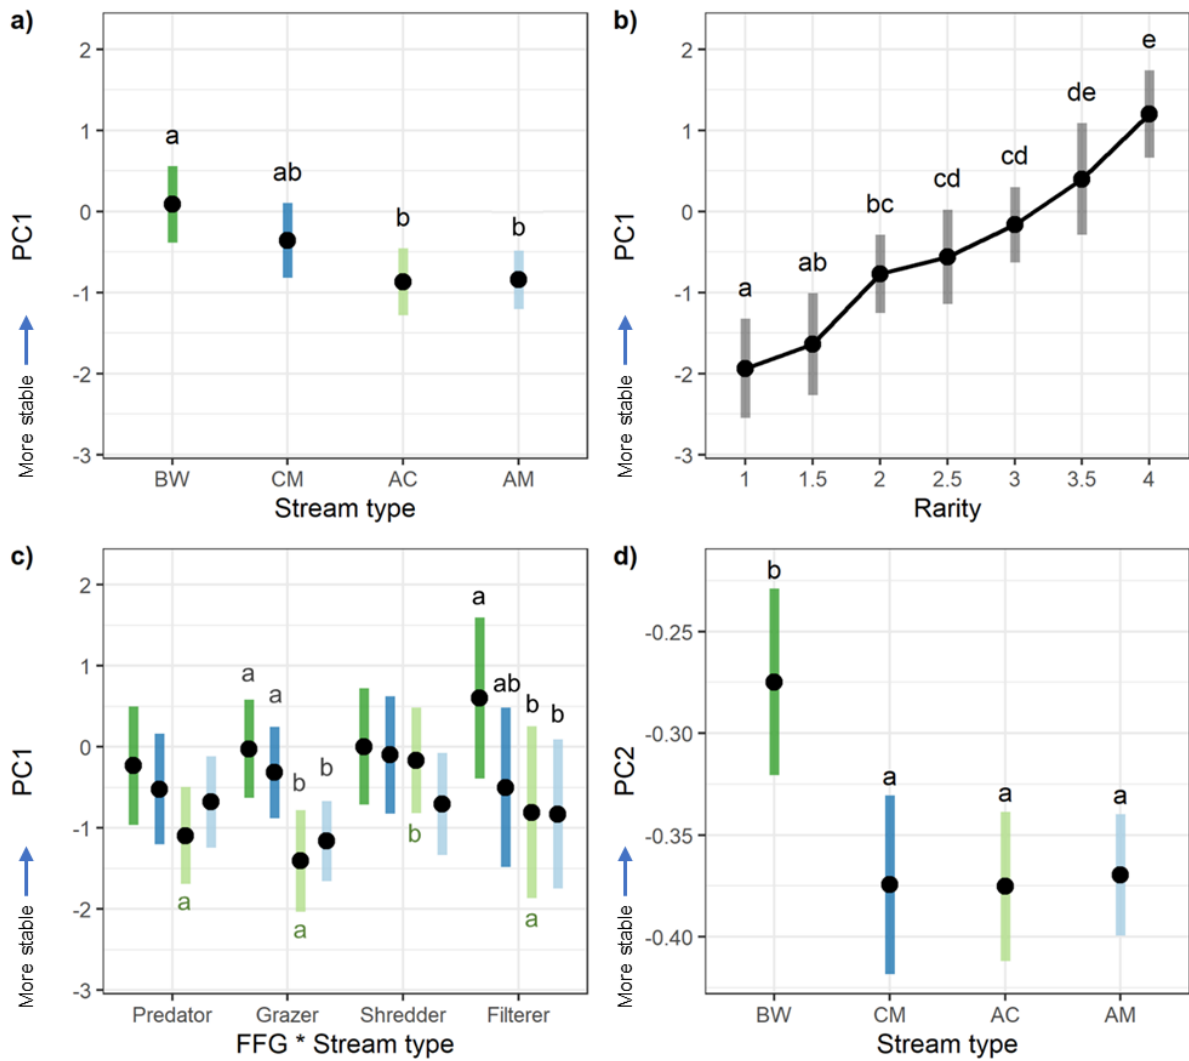 a)
2
1
0
-1
-2
-3
PC1
More stable
a
ab
b
b
BW CM AC AM
Stream type
b)
2
1
0
-1
-2
-3
PC1
More stable
a
ab
bc
cd
cd
de
e
1 1.5 2 2.5 3 3.5 4
Rarity
c)
2
1
0
-1
-2
-3
PC1
More stable
a
a
a
b
b
a
b
a
ab
b
b
a
Predator Grazer Shredder Filterer
FFG * Stream type
d)
-0.25
-0.30
-0.35
-0.40
PC2
More stable
b
a
a
a
BW CM AC AM
Stream type